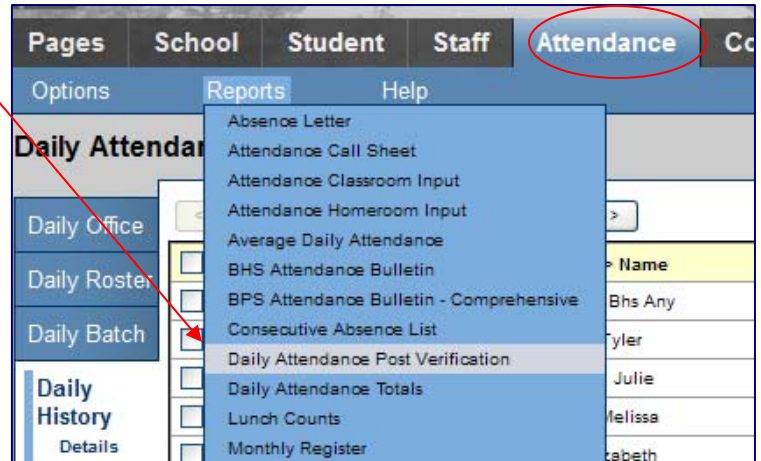 Pages School Student Staff Attendance
Options Reports Help
Daily
Absence Letter
Attendance Call Sheet
Attendance Classroom Input
Attendance Homeroom Input
Average Daily Attendance
BHS Attendance Bulletin
BPS Attendance Bulletin - Comprehensive
Consecutive Absence List
Daily Attendance Post Verification
Daily Attendance Totals
Lunch Counts
Monthly Register
Daily Office
Daily Roster
Daily Batch
Daily
History
Details
< >
> Name
Bhs Any
Tyler
Julie
Melissa